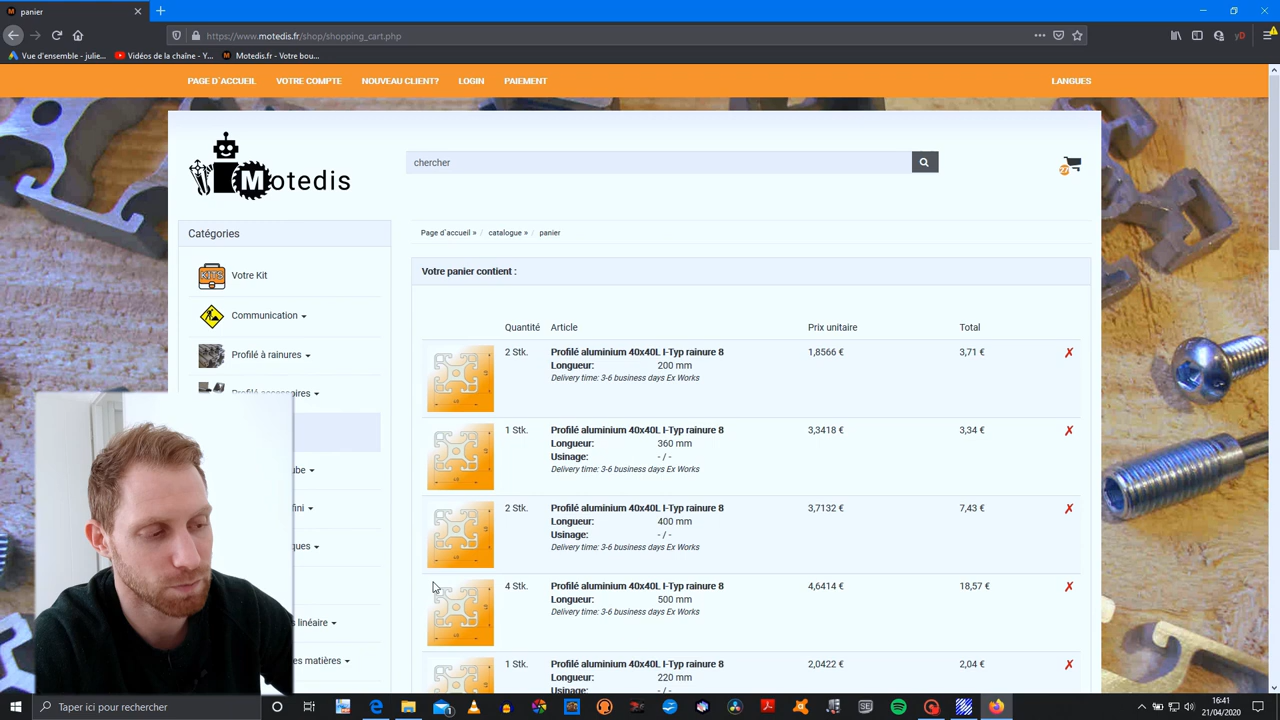 panier
https://www.motedis.fr/shop/shopping_cart.php
Vue d'ensemble - julie...
Vidéos de la chaîne - Y...
Motedis.fr - Votre bou...
PAGE D'ACCUEIL VOTRE COMPTE NOUVEAU CLIENT? LOGIN PAIEMENT LANGUES
Motedis
chercher
Catégories
Page d'accueil » / catalogue » / panier
KITS Votre Kit
Votre panier contient :
Communication
Quantité Article Prix unitaire Total
Profilé à rainures
2 Stk. Profilé aluminium 40x40L I-Typ rainure 8 1,8566 € 3,71 €
Longueur: 200 mm
Delivery time: 3-6 business days Ex Works
1 Stk. Profilé aluminium 40x40L I-Typ rainure 8 3,3418 € 3,34 €
Longueur: 360 mm
Usinage: - / -
Delivery time: 3-6 business days Ex Works
ube
2 Stk. Profilé aluminium 40x40L I-Typ rainure 8 3,7132 € 7,43 €
fini
Longueur: 400 mm
Usinage: - / -
Delivery time: 3-6 business days Ex Works
ques
4 Stk. Profilé aluminium 40x40L I-Typ rainure 8 4,6414 € 18,57 €
Longueur: 500 mm
Delivery time: 3-6 business days Ex Works
s linéaire
1 Stk. Profilé aluminium 40x40L I-Typ rainure 8 2,0422 € 2,04 €
es matières
Longueur: 220 mm
Usinage: - / -
Taper ici pour rechercher
16:41
21/04/2020